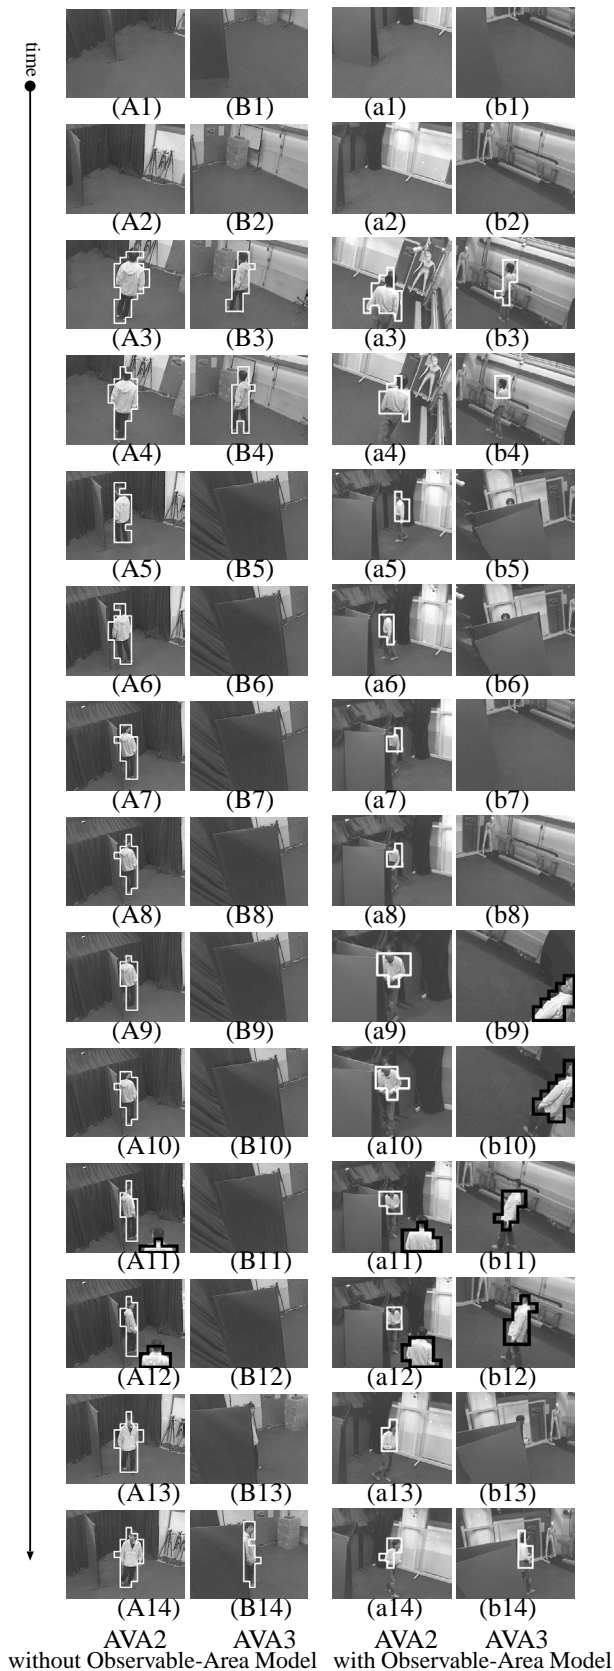 time
(A1) (B1) (a1) (b1)
(A2) (B2) (a2) (b2)
(A3) (B3) (a3) (b3)
(A4) (B4) (a4) (b4)
(A5) (B5) (a5) (b5)
(A6) (B6) (a6) (b6)
(A7) (B7) (a7) (b7)
(A8) (B8) (a8) (b8)
(A9) (B9) (a9) (b9)
(A10) (B10) (a10) (b10)
(A11) (B11) (a11) (b11)
(A12) (B12) (a12) (b12)
(A13) (B13) (a13) (b13)
(A14) (B14) (a14) (b14)
AVA2 AVA3 AVA2 AVA3
without Observable-Area Model with Observable-Area Model